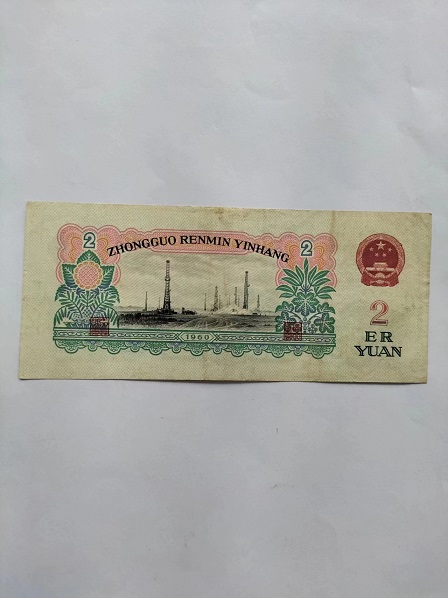 2
ZHONGGUO RENMIN YINHANG
2
1960
2
ER
YUAN